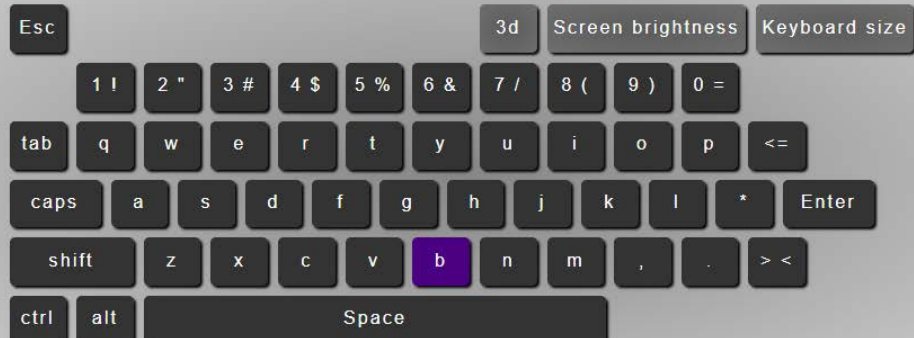 Esc 3d Screen brightness Keyboard size
1 ! 2 " 3 # 4 $ 5 % 6 & 7 / 8 ( 9 ) 0 =
tab q w e r t y u i o p <=
caps a s d f g h j k l * Enter
shift z x c v b n m , . > <
ctrl alt Space